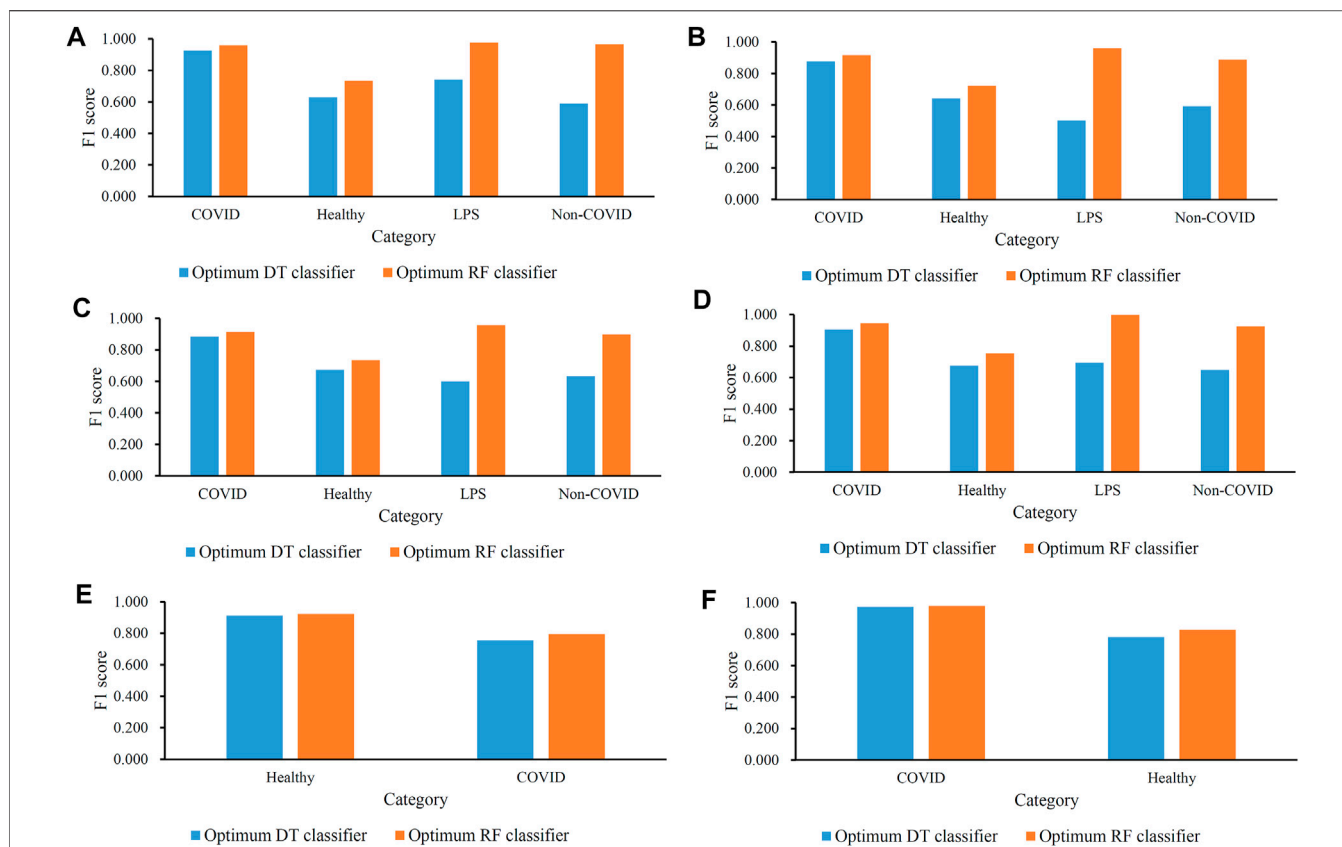 A
1.000
0.800
0.600
0.400
0.200
0.000
F1 score
COVID Healthy LPS Non-COVID
Category
Optimum DT classifier Optimum RF classifier
B
1.000
0.800
0.600
0.400
0.200
0.000
F1 score
COVID Healthy LPS Non-COVID
Category
Optimum DT classifier Optimum RF classifier
C
1.000
0.800
0.600
0.400
0.200
0.000
F1 score
COVID Healthy LPS Non-COVID
Category
Optimum DT classifier Optimum RF classifier
D
1.000
0.800
0.600
0.400
0.200
0.000
F1 score
COVID Healthy LPS Non-COVID
Category
Optimum DT classifier Optimum RF classifier
E
1.000
0.800
0.600
0.400
0.200
0.000
F1 score
Healthy COVID
Category
Optimum DT classifier Optimum RF classifier
F
1.000
0.800
0.600
0.400
0.200
0.000
F1 score
COVID Healthy
Category
Optimum DT classifier Optimum RF classifier